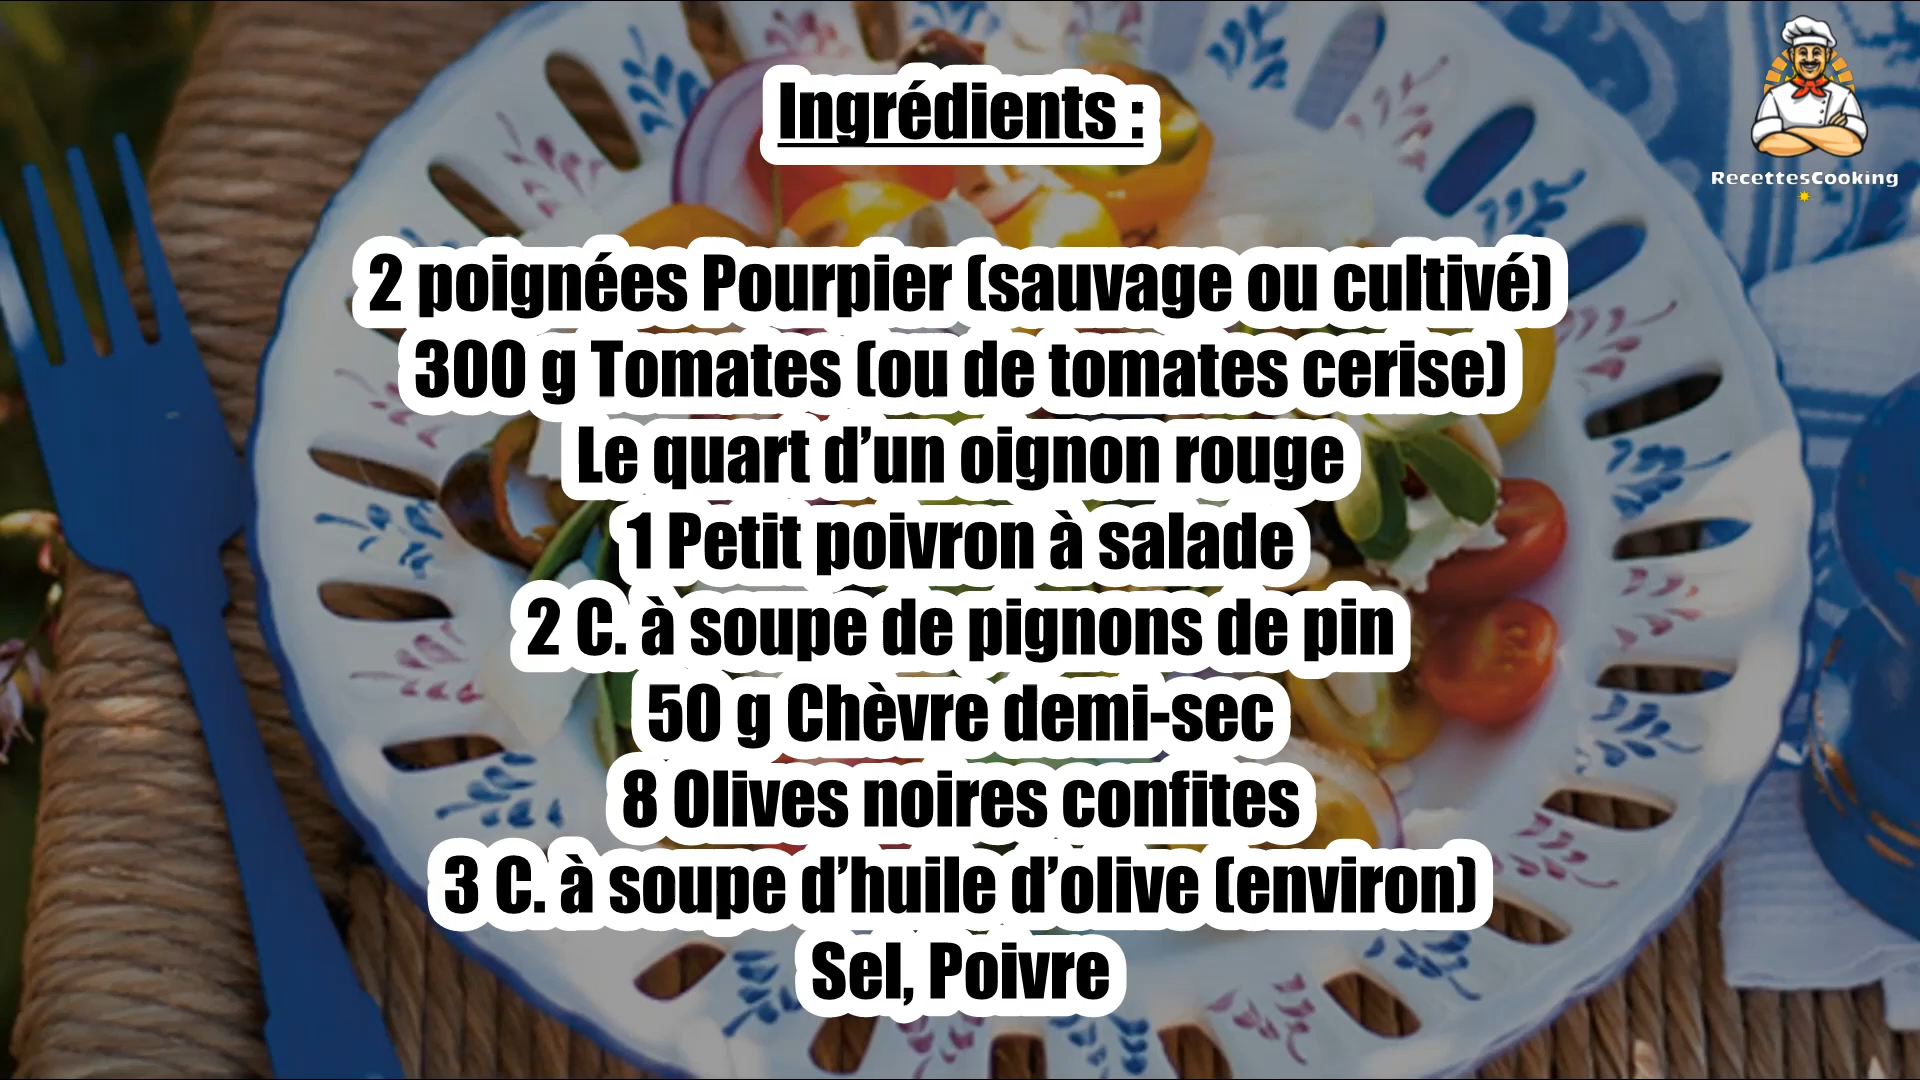 Ingrédients :
RecettesCooking
2 poignées Pourpier (sauvage ou cultivé)
300 g Tomates (ou de tomates cerise)
Le quart d’un oignon rouge
1 Petit poivron à salade
2 C. à soupe de pignons de pin
50 g Chèvre demi-sec
8 Olives noires confites
3 C. à soupe d’huile d’olive (environ)
Sel, Poivre